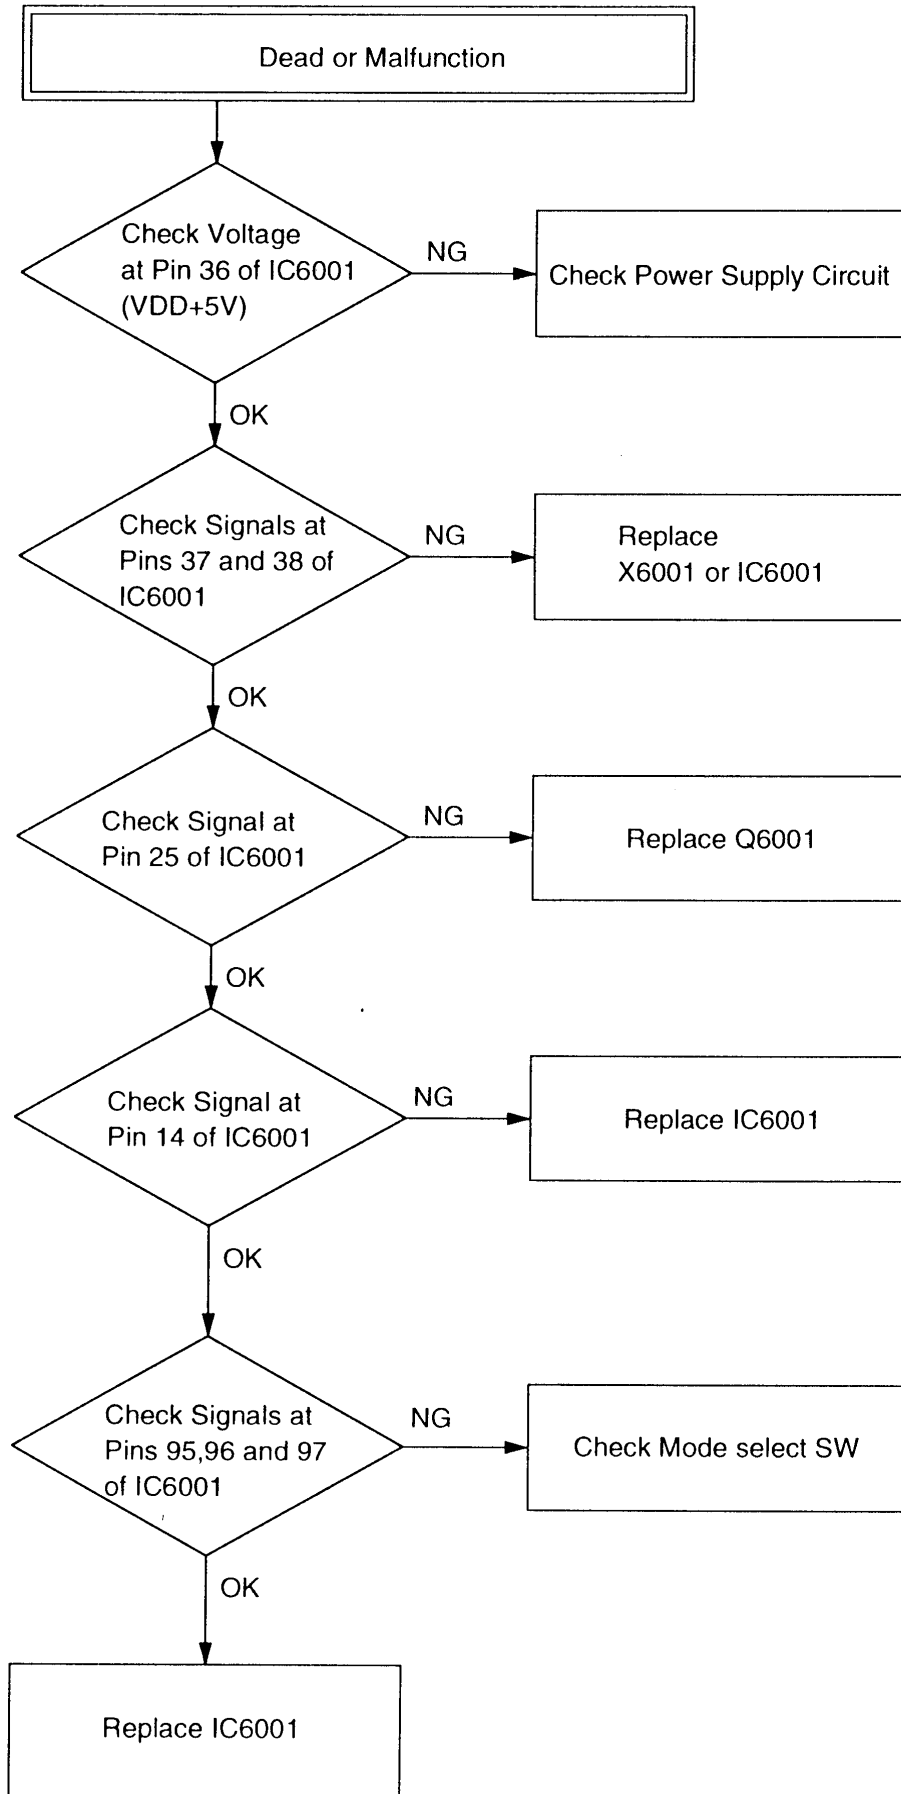 Dead or Malfunction
Check Voltage
at Pin 36 of IC6001
(VDD+5V)
NG
Check Power Supply Circuit
OK
Check Signals at
Pins 37 and 38 of
IC6001
NG
Replace
X6001 or IC6001
OK
Check Signal at
Pin 25 of IC6001
NG
Replace Q6001
OK
Check Signal at
Pin 14 of IC6001
NG
Replace IC6001
OK
Check Signals at
Pins 95,96 and 97
of IC6001
NG
Check Mode select SW
OK
Replace IC6001